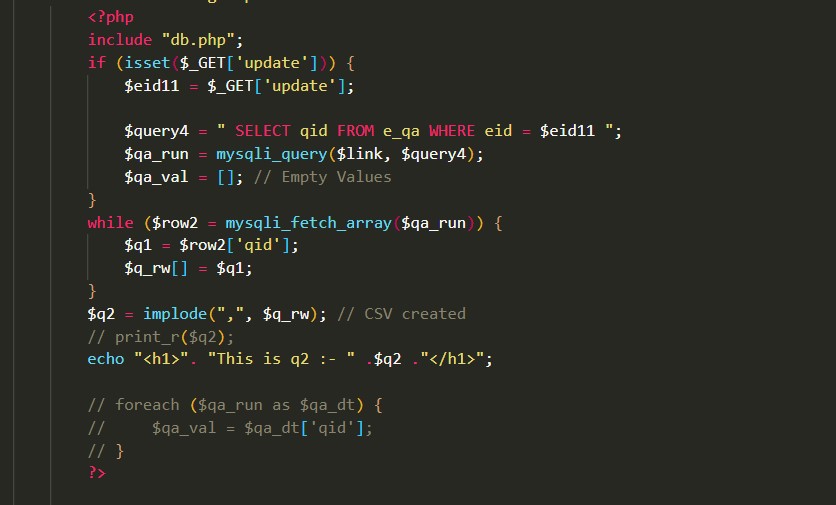 <?php
include "db.php";
if (isset($_GET['update'])) {
    $eid11 = $_GET['update'];

    $query4 = " SELECT qid FROM e_qa WHERE eid = $eid11 ";
    $qa_run = mysqli_query($link, $query4);
    $qa_val = []; // Empty Values
}
while ($row2 = mysqli_fetch_array($qa_run)) {
    $q1 = $row2['qid'];
    $q_rw[] = $q1;
}
$q2 = implode(",", $q_rw); // CSV created
// print_r($q2);
echo "<h1>". "This is q2 :- " .$q2 ."</h1>";

// foreach ($qa_run as $qa_dt) {
//     $qa_val = $qa_dt['qid'];
// }
?>